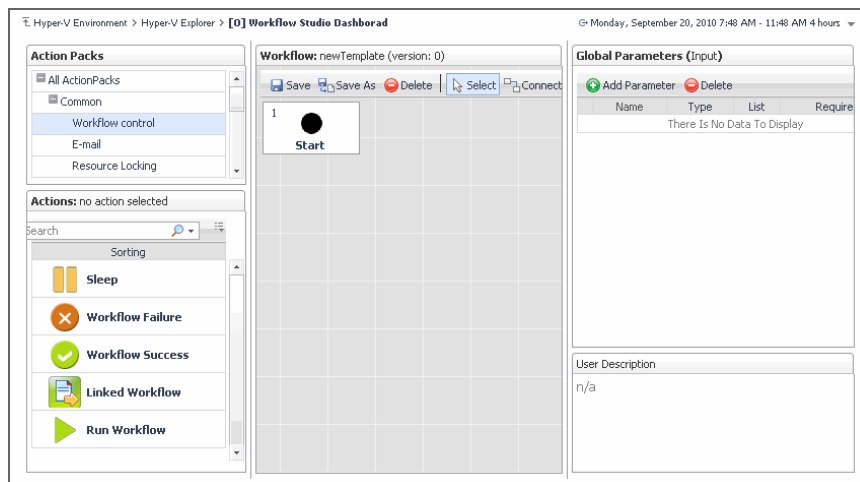 Hyper-V Environment > Hyper-V Explorer > [0] Workflow Studio Dashborad
Monday, September 20, 2010 7:48 AM - 11:48 AM 4 hours
Action Packs
All ActionPacks
Common
Workflow control
E-mail
Resource Locking
Actions: no action selected
Search
Sorting
Sleep
Workflow Failure
Workflow Success
Linked Workflow
Run Workflow
Workflow: newTemplate (version: 0)
Save Save As Delete Select Connect
1
Start
Global Parameters (Input)
Add Parameter Delete
Name Type List Require
There Is No Data To Display
User Description
n/a